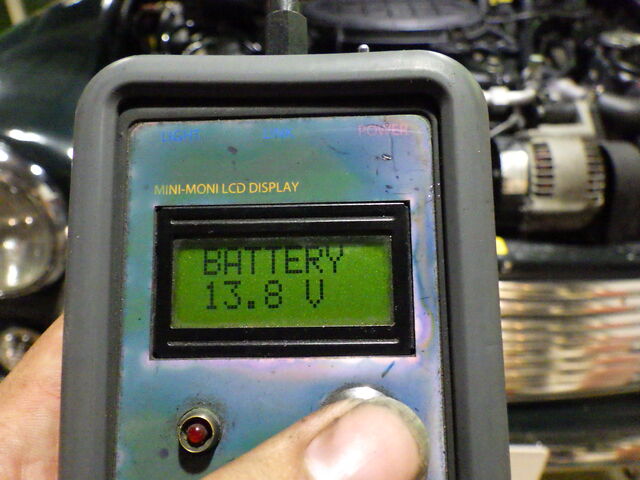 LIGHT LINK POWER
MINI-MONI LCD DISPLAY
BATTERY
13.8 V